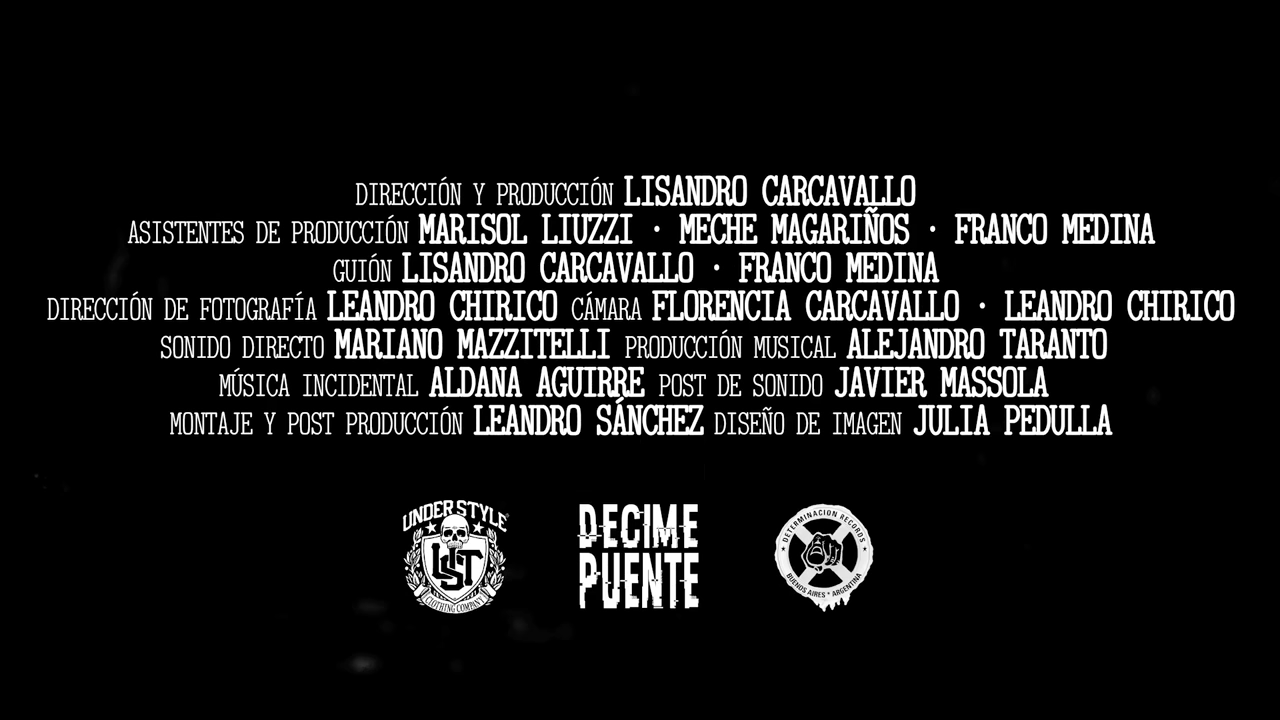 DIRECCIÓN Y PRODUCCIÓN LISANDRO CARCAVALLO
ASISTENTES DE PRODUCCIÓN MARISOL LIUZZI · MECHE MAGARIÑOS · FRANCO MEDINA
GUIÓN LISANDRO CARCAVALLO · FRANCO MEDINA
DIRECCIÓN DE FOTOGRAFÍA LEANDRO CHIRICO CÁMARA FLORENCIA CARCAVALLO · LEANDRO CHIRICO
SONIDO DIRECTO MARIANO MAZZITELLI PRODUCCIÓN MUSICAL ALEJANDRO TARANTO
MÚSICA INCIDENTAL ALDANA AGUIRRE POST DE SONIDO JAVIER MASSOLA
MONTAJE Y POST PRODUCCIÓN LEANDRO SÁNCHEZ DISEÑO DE IMAGEN JULIA PEDULLA
UNDER STYLE®
UST
CLOTHING COMPANY
DECIME
PUENTE
★ DETERMINACION RECORDS ★
BUENOS AIRES * ARGENTINA